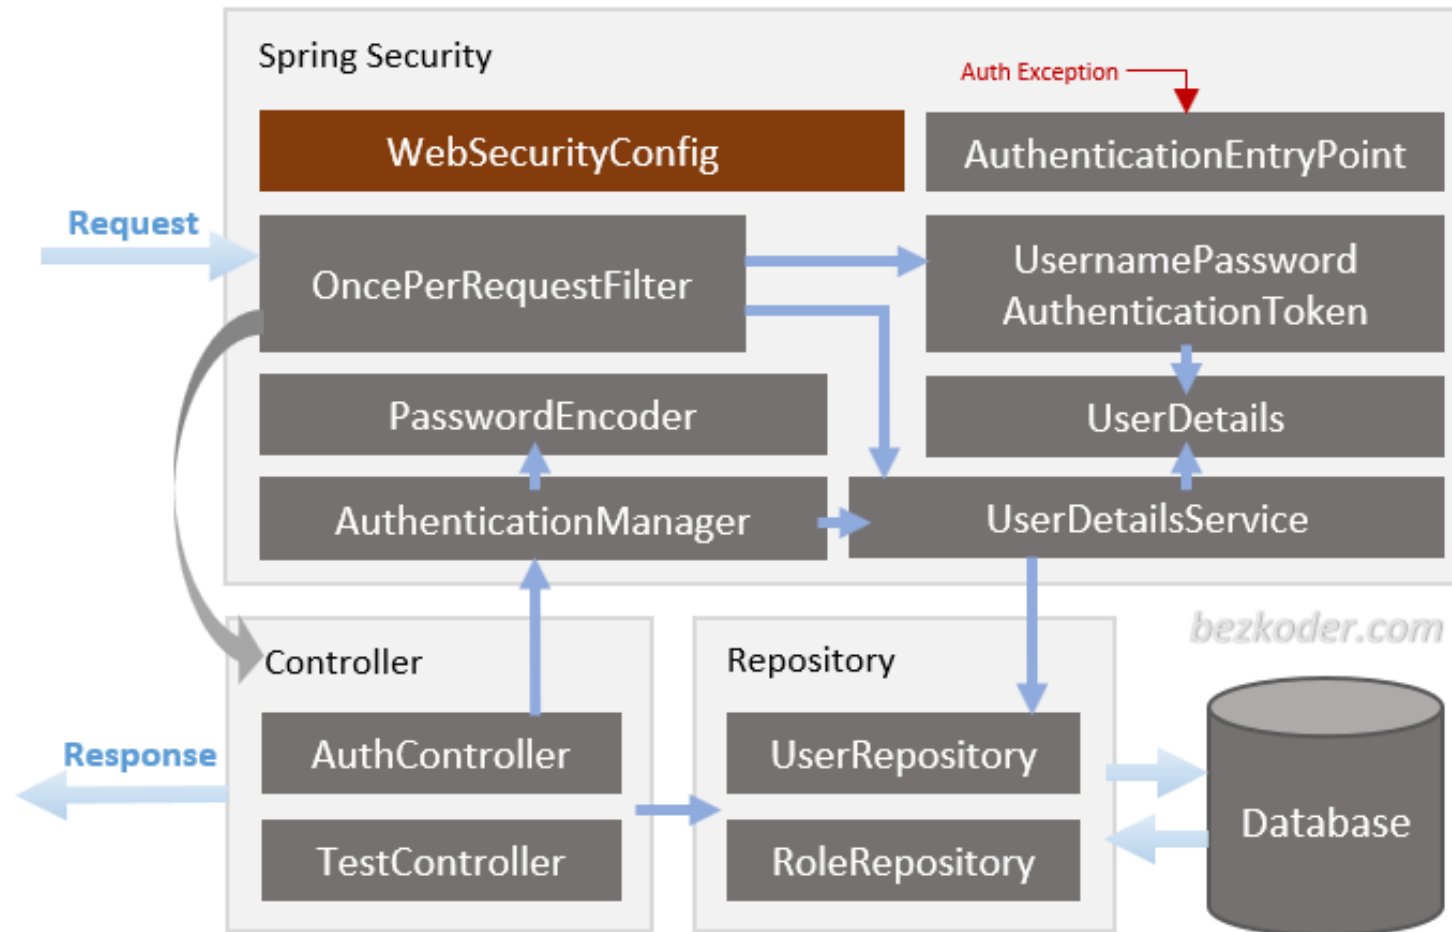 Spring Security
Auth Exception
WebSecurityConfig
AuthenticationEntryPoint
Request
OncePerRequestFilter
UsernamePassword
AuthenticationToken
PasswordEncoder
UserDetails
AuthenticationManager
UserDetailsService
bezkoder.com
Controller
Repository
Response
AuthController
UserRepository
Database
TestController
RoleRepository